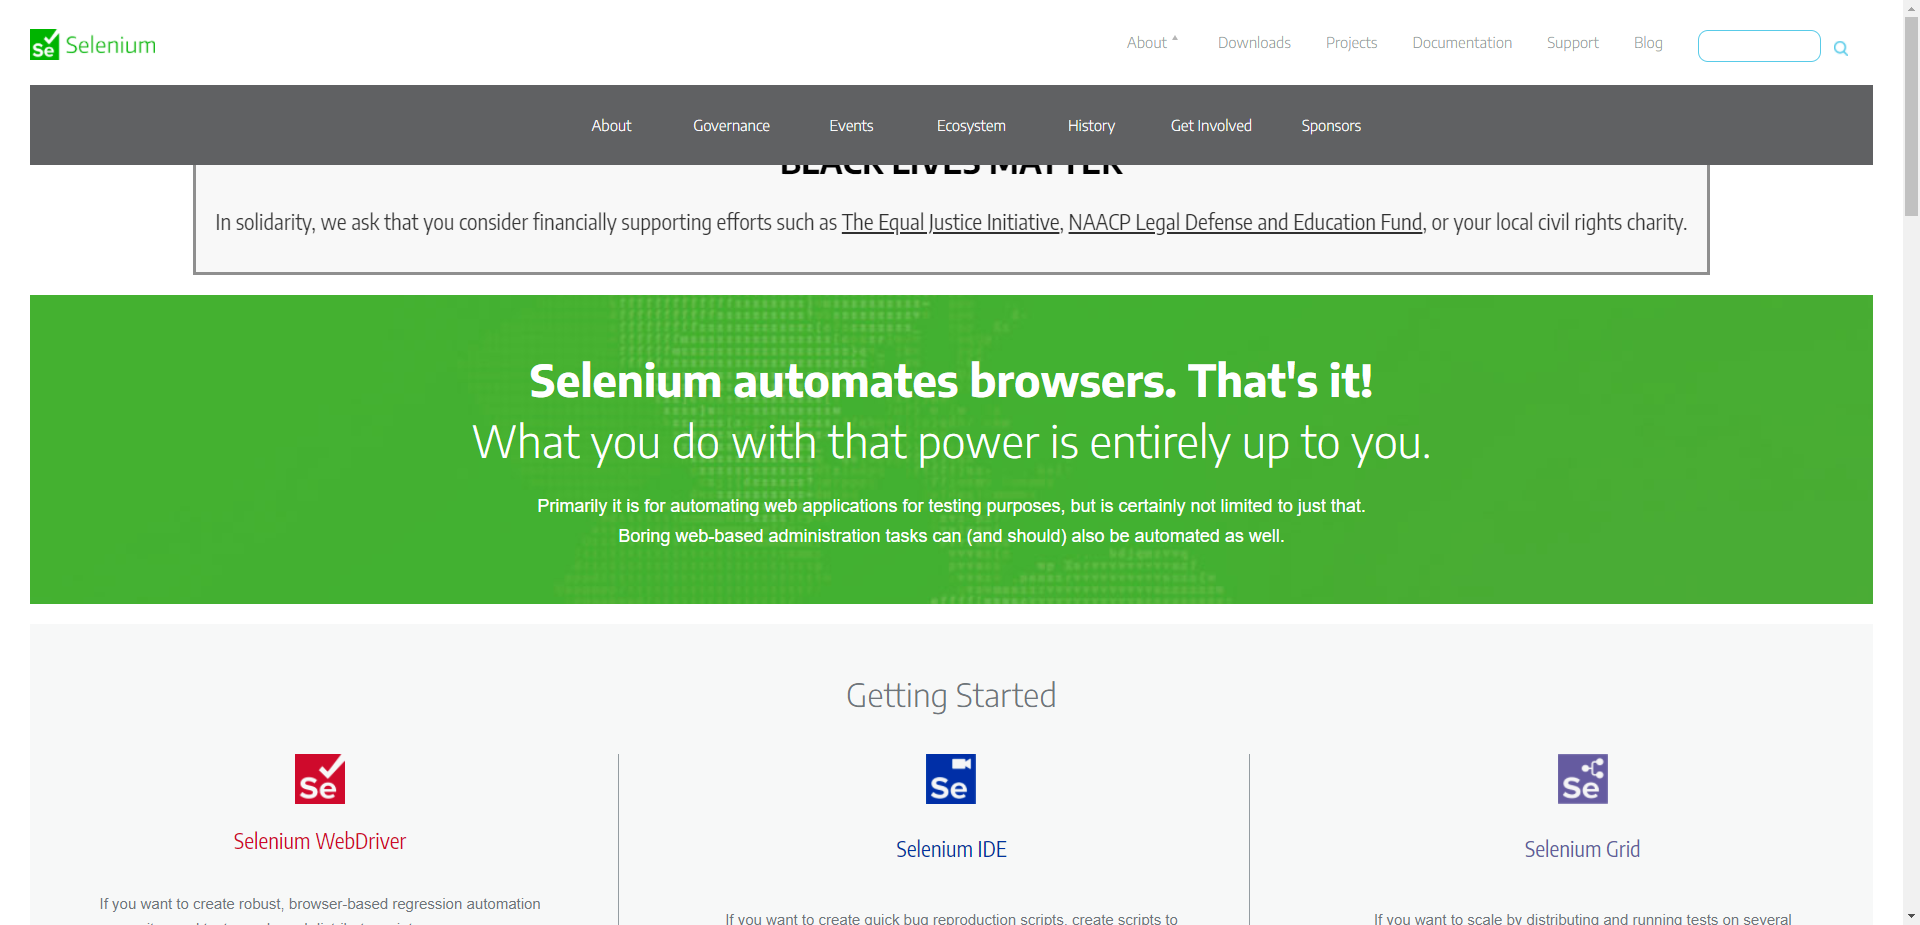 Se Selenium
About Downloads Projects Documentation Support Blog
About Governance Events Ecosystem History Get Involved Sponsors
BLACK LIVES MATTER
In solidarity, we ask that you consider financially supporting efforts such as The Equal Justice Initiative, NAACP Legal Defense and Education Fund, or your local civil rights charity.
Selenium automates browsers. That's it!
What you do with that power is entirely up to you.
Primarily it is for automating web applications for testing purposes, but is certainly not limited to just that.
Boring web-based administration tasks can (and should) also be automated as well.
Getting Started
Se
Selenium WebDriver
If you want to create robust, browser-based regression automation
Se
Selenium IDE
If you want to create quick bug reproduction scripts, create scripts to
Se
Selenium Grid
If you want to scale by distributing and running tests on several